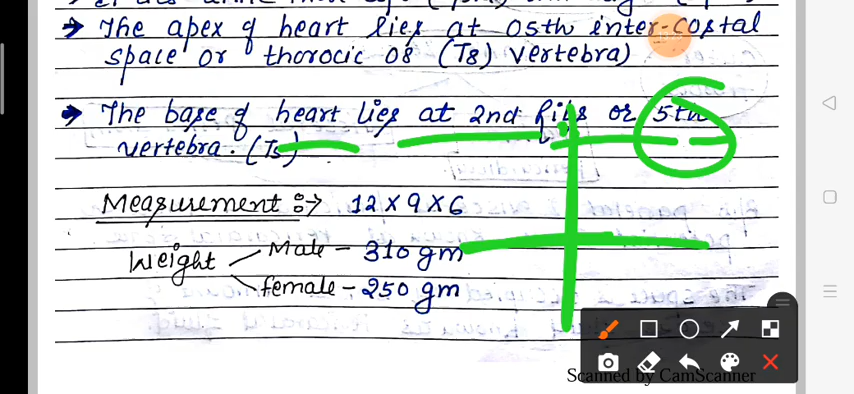 → The apex of heart lies at 05th inter-costal
space or thorocic 08 (T8) vertebra)
→ The base of heart lies at 2nd ribs or 5th
vertebra. (T5)
Measurement :→ 12 X 9 X 6
Weight
Male - 310 gm
female - 250 gm
Scanned by CamScanner